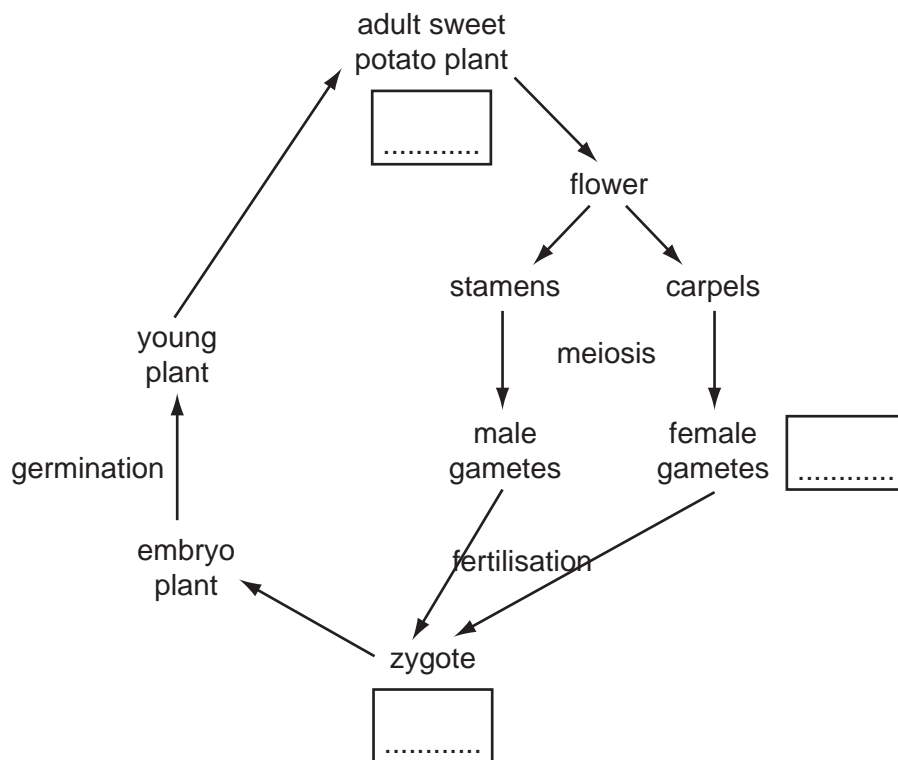 adult sweet
potato plant
............
flower
stamens
carpels
meiosis
young
plant
male
gametes
female
gametes
............
germination
fertilisation
embryo
plant
zygote
............